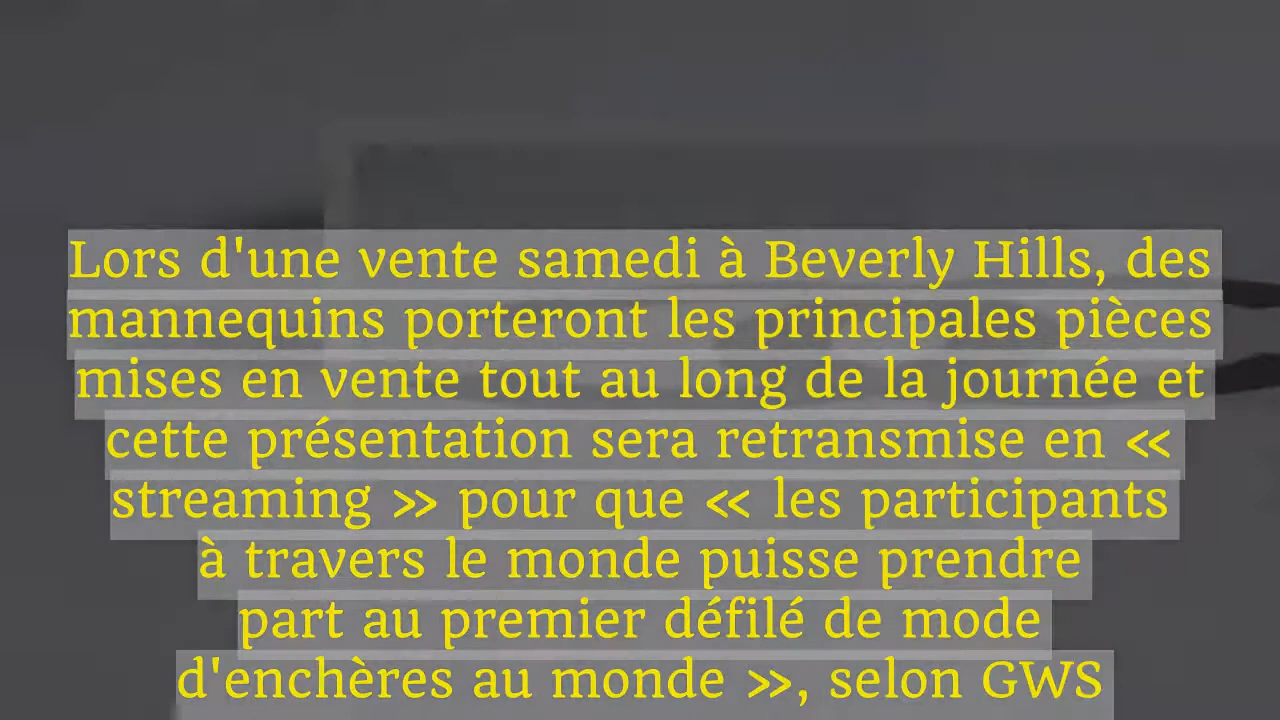 Lors d'une vente samedi à Beverly Hills, des
mannequins porteront les principales pièces
mises en vente tout au long de la journée et
cette présentation sera retransmise en «
streaming » pour que « les participants
à travers le monde puisse prendre
part au premier défilé de mode
d'enchères au monde », selon GWS